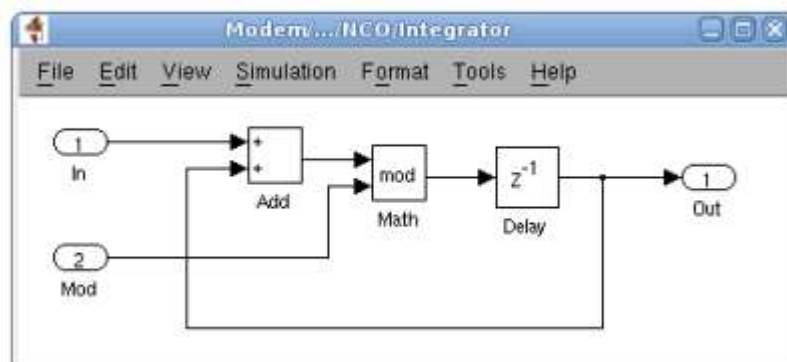 Modem/.../NCO/Integrator
File Edit View Simulation Format Tools Help
1
In
+
+
Add
mod
Math
Z-1
Delay
1
Out
2
Mod